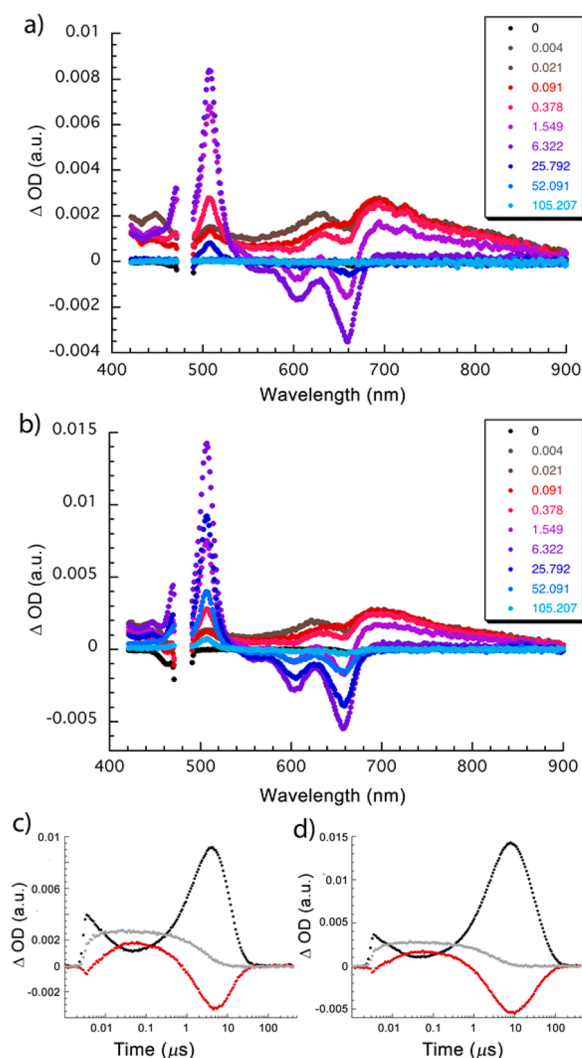 a)
0.01
0.008
0.006
0.004
0.002
0
-0.002
-0.004
Δ OD (a.u.)
400 500 600 700 800 900
Wavelength (nm)
0
0.004
0.021
0.091
0.378
1.549
6.322
25.792
52.091
105.207
b)
0.015
0.01
0.005
0
-0.005
Δ OD (a.u.)
400 500 600 700 800 900
Wavelength (nm)
0
0.004
0.021
0.091
0.378
1.549
6.322
25.792
52.091
105.207
c)
0.01
0.006
0.002
0
-0.002
Δ OD (a.u.)
0.01 0.1 1 10 100
Time (μs)
d)
0.015
0.01
0.005
0
-0.005
Δ OD (a.u.)
0.01 0.1 1 10 100
Time (μs)